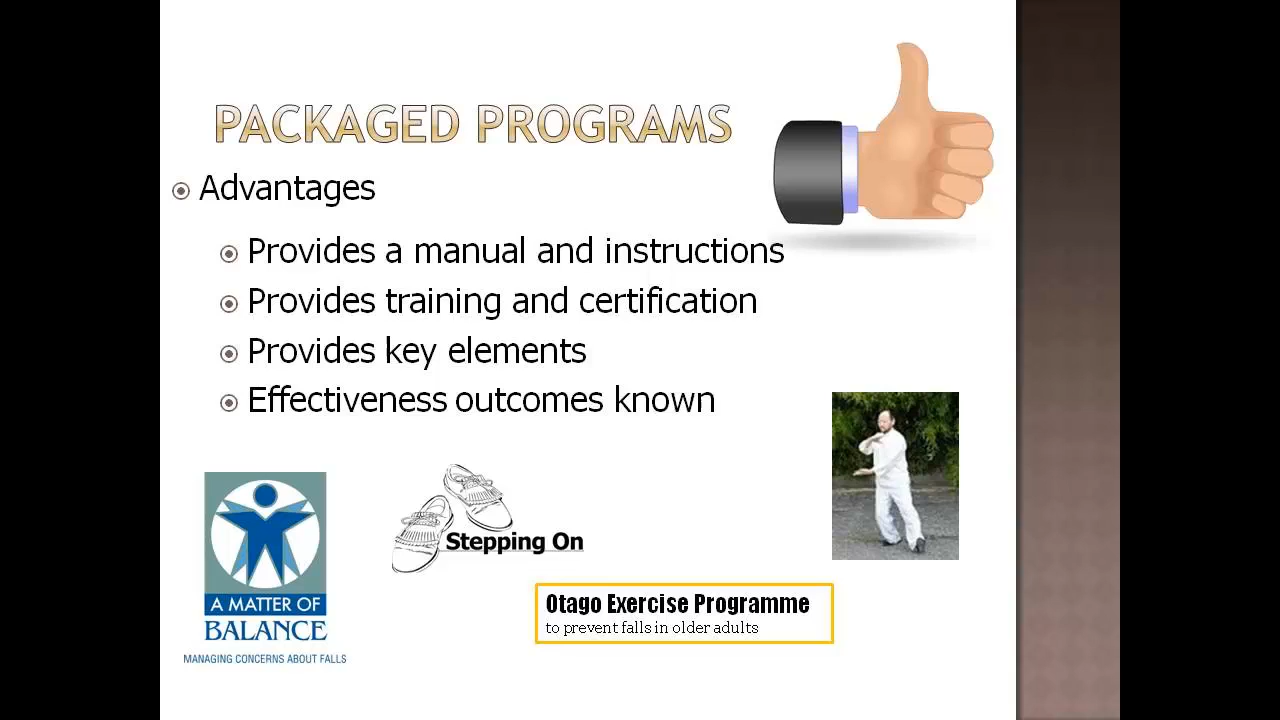 PACKAGED PROGRAMS
Advantages
Provides a manual and instructions
Provides training and certification
Provides key elements
Effectiveness outcomes known
Stepping On
A MATTER OF
BALANCE
MANAGING CONCERNS ABOUT FALLS
Otago Exercise Programme
to prevent falls in older adults